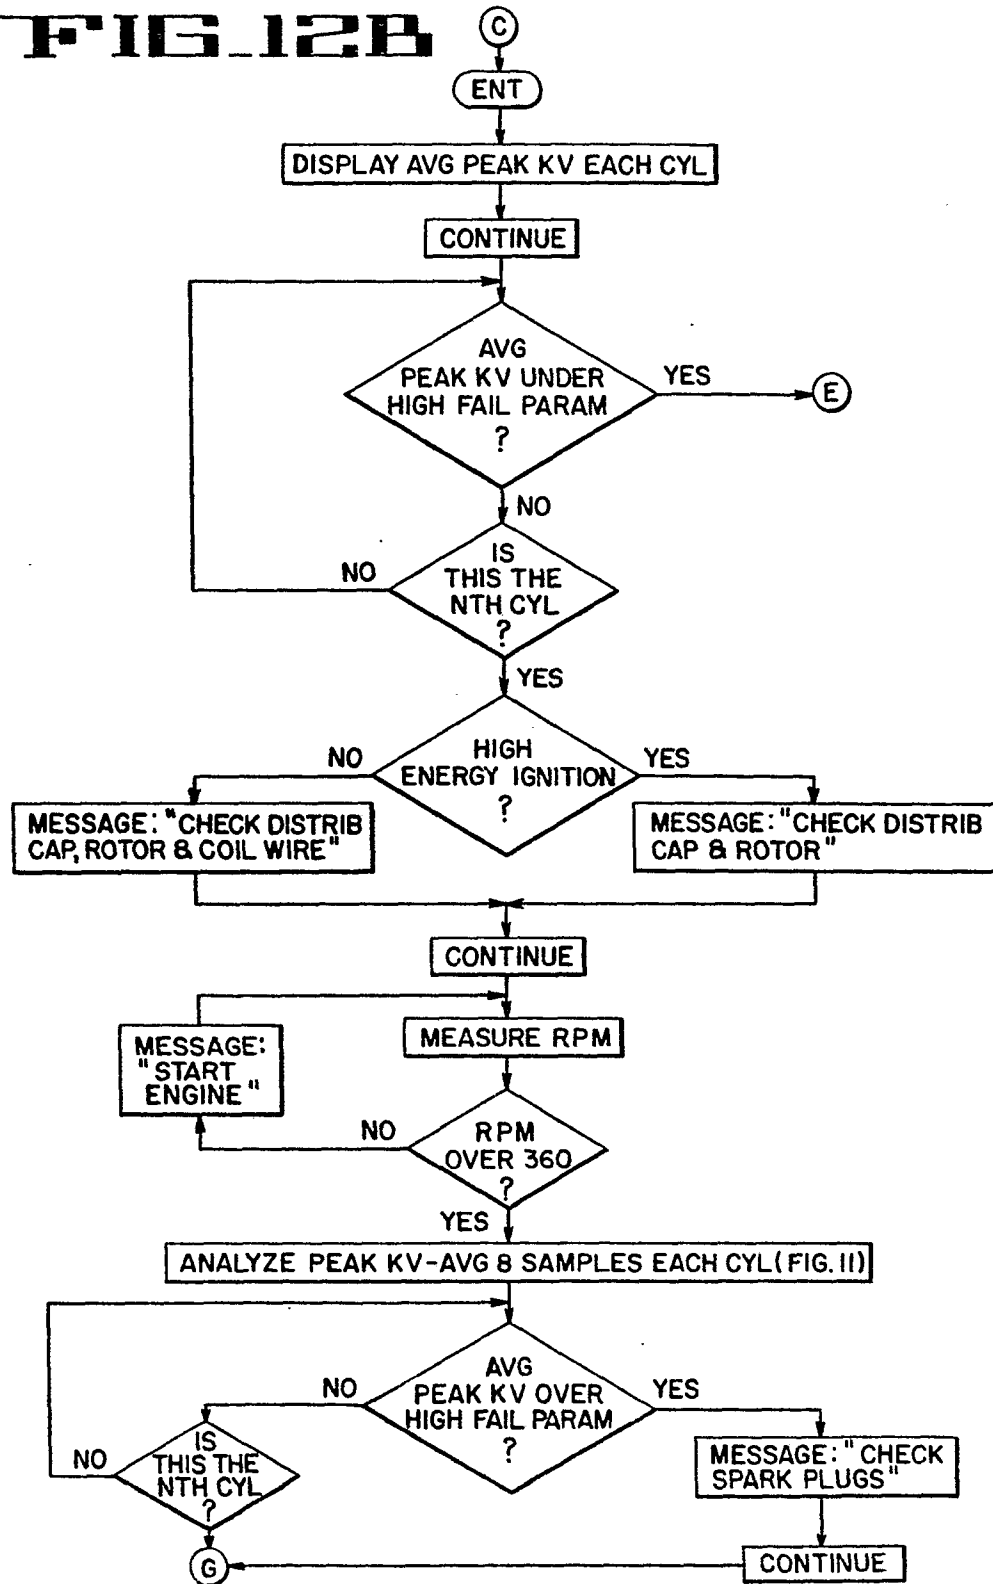 FIG_12B
C
ENT
DISPLAY AVG PEAK KV EACH CYL
CONTINUE
AVG
PEAK KV UNDER
HIGH FAIL PARAM
?
YES
E
NO
IS
THIS THE
NTH CYL
?
NO
YES
HIGH
ENERGY IGNITION
?
NO
YES
MESSAGE: "CHECK DISTRIB
CAP, ROTOR & COIL WIRE"
MESSAGE: "CHECK DISTRIB
CAP & ROTOR"
CONTINUE
MEASURE RPM
MESSAGE:
"START
ENGINE"
RPM
OVER 360
?
NO
YES
ANALYZE PEAK KV-AVG 8 SAMPLES EACH CYL (FIG. 11)
AVG
PEAK KV OVER
HIGH FAIL PARAM
?
NO
YES
IS
THIS THE
NTH CYL
?
NO
MESSAGE: "CHECK
SPARK PLUGS"
G
CONTINUE